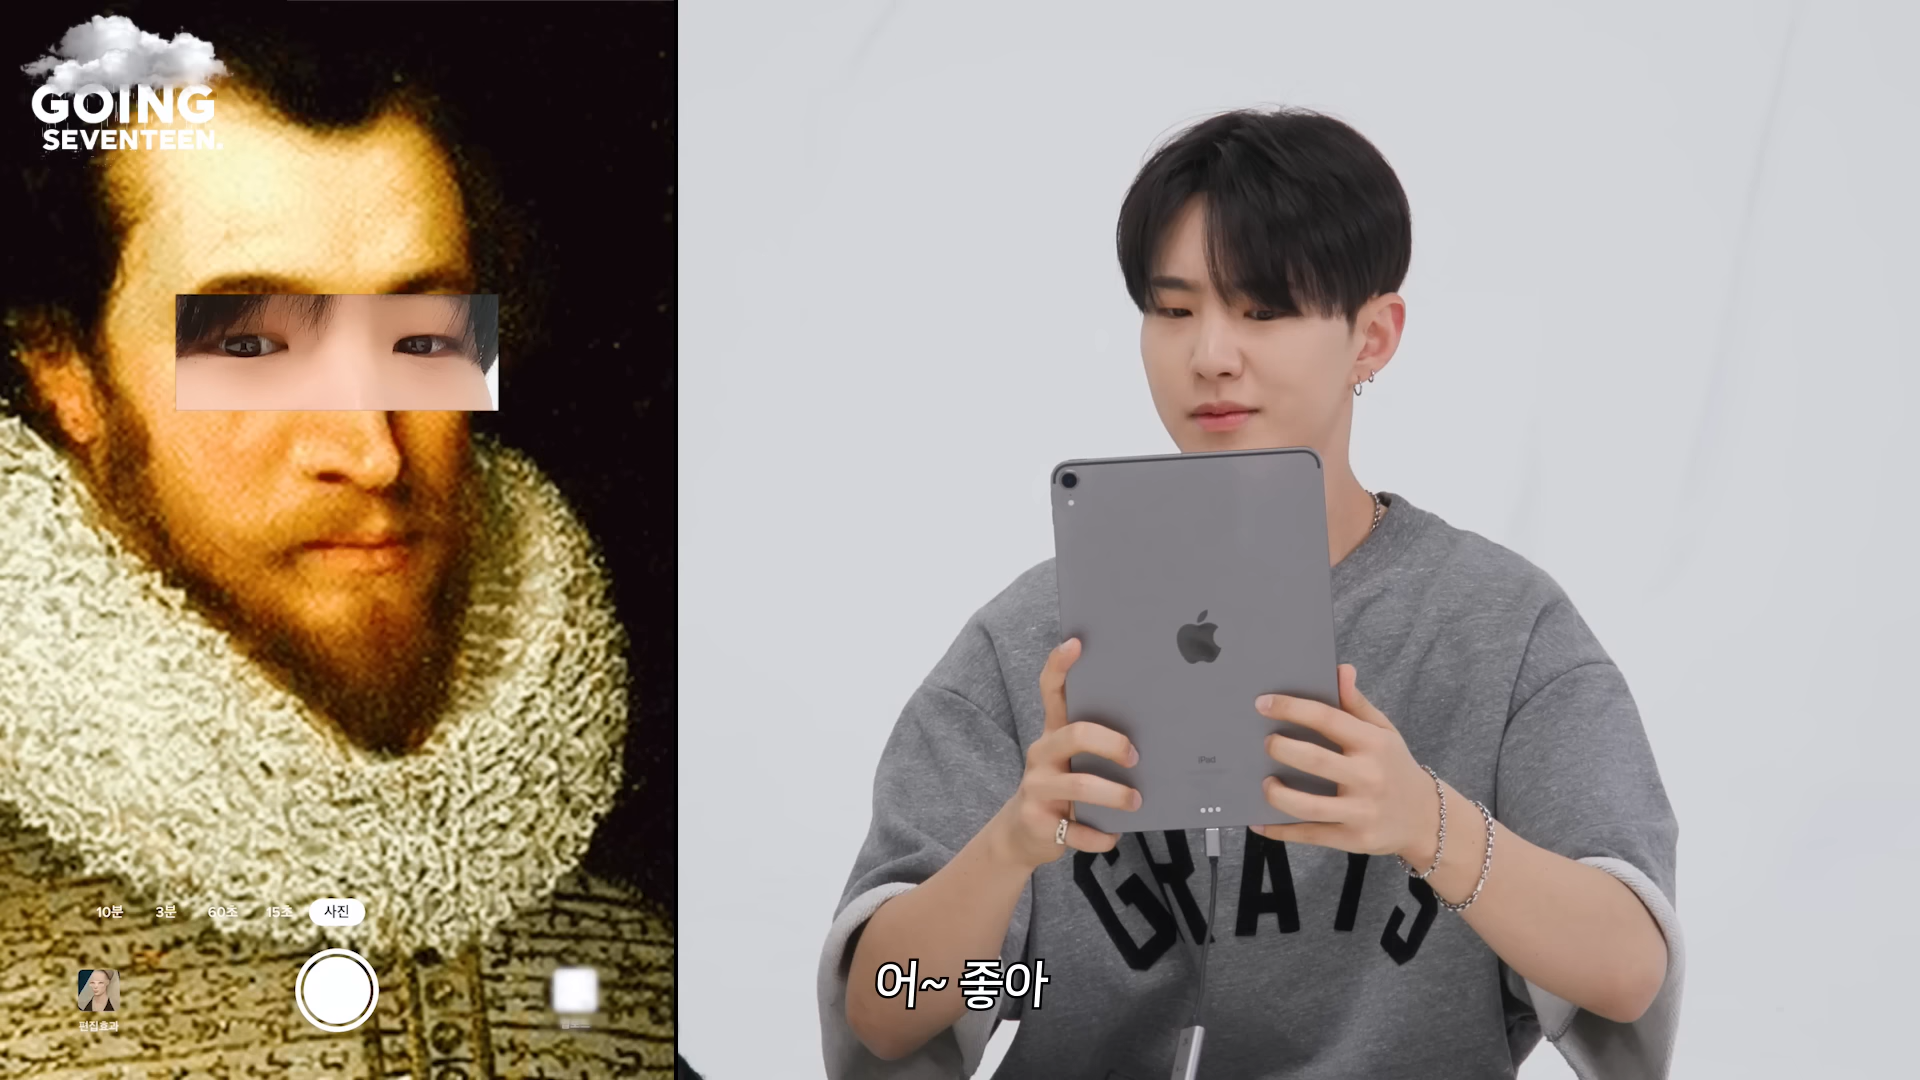 GOING
SEVENTEEN.
10분 3분 60초 15초 사진
편집효과
iPad
GRAYS
어~ 좋아